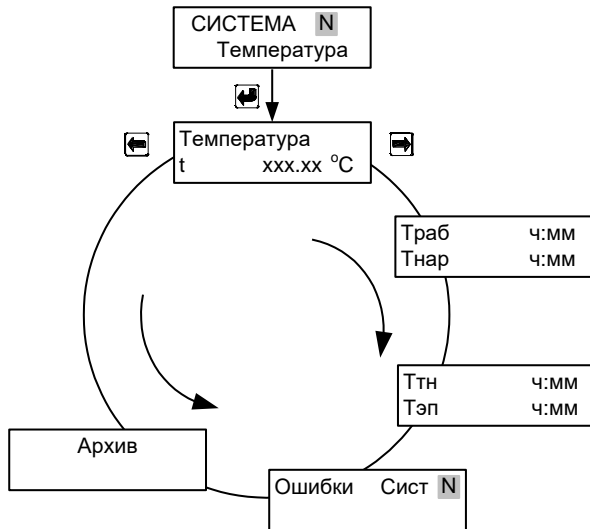 СИСТЕМА N
Температура
Температура
t xxx.xx °C
Траб ч:мм
Тнар ч:мм
Ттн ч:мм
Тэп ч:мм
Архив
Ошибки Сист N